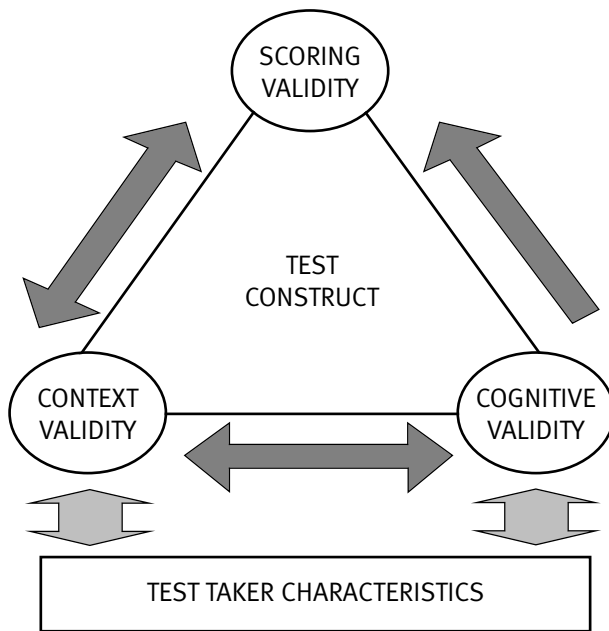 SCORING
VALIDITY
TEST
CONSTRUCT
CONTEXT
VALIDITY
COGNITIVE
VALIDITY
TEST TAKER CHARACTERISTICS